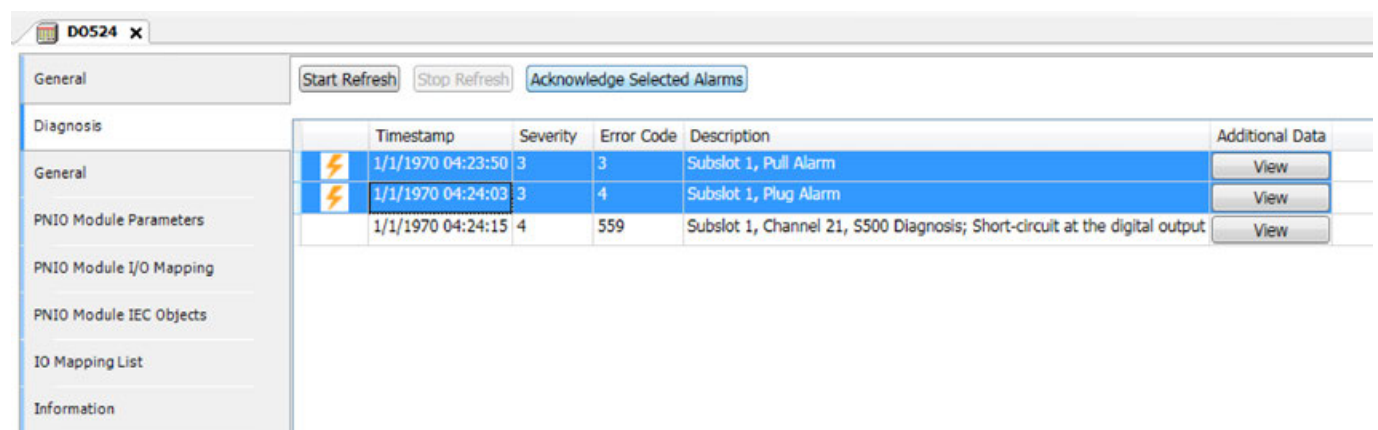 DO524 x
General
Diagnosis
General
PNIO Module Parameters
PNIO Module I/O Mapping
PNIO Module IEC Objects
IO Mapping List
Information
Start Refresh Stop Refresh Acknowledge Selected Alarms
Timestamp Severity Error Code Description Additional Data
1/1/1970 04:23:50 3 3 Subslot 1, Pull Alarm View
1/1/1970 04:24:03 3 4 Subslot 1, Plug Alarm View
1/1/1970 04:24:15 4 559 Subslot 1, Channel 21, S500 Diagnosis; Short-circuit at the digital output View